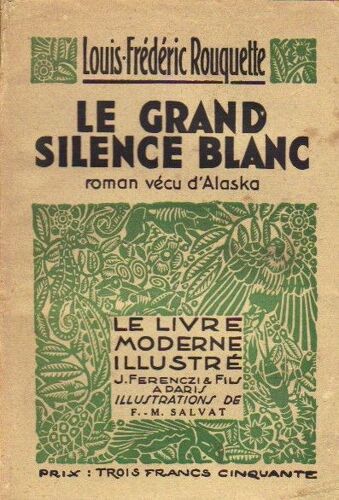 Louis-Frédéric Rouquette
LE GRAND
SILENCE BLANC
roman vécu d'Alaska
LE LIVRE
MODERNE
ILLUSTRÉ
J. FERENCZI & FILS
A PARIS
ILLUSTRATIONS DE
F.-M. SALVAT
PRIX : TROIS FRANCS CINQUANTE